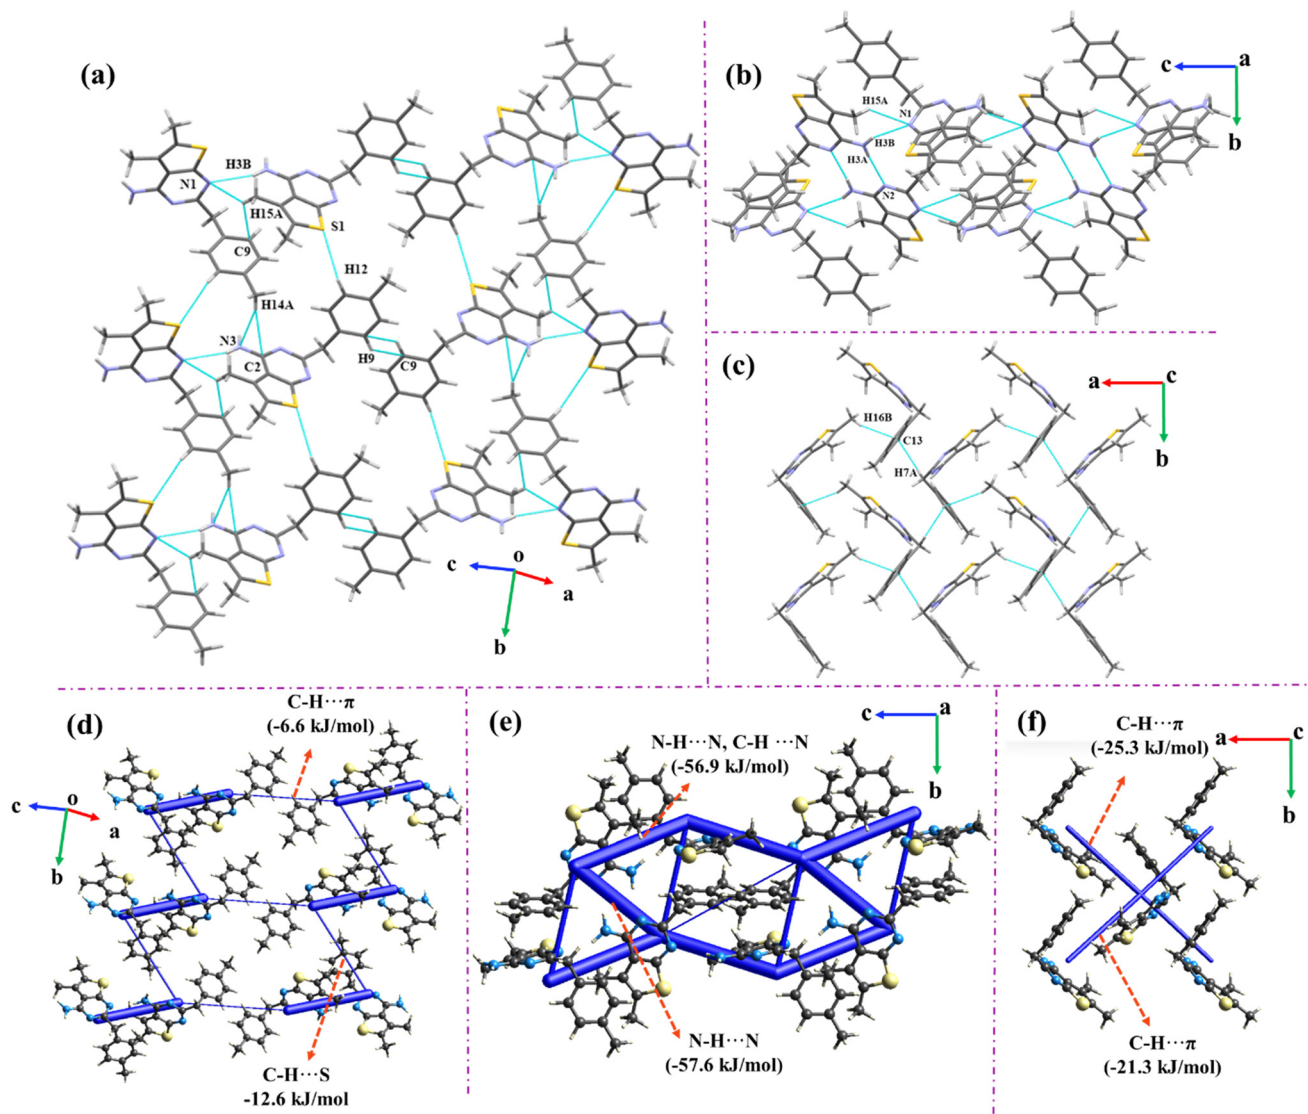 (a)
H3B
N1
H15A
S1
C9
H12
H14A
N3
C2
H9
C9
c
o
a
b
(b)
c
a
b
H15A
N1
H3B
H3A
N2
(c)
a
c
b
H16B
C13
H7A
(d)
C-H···π
(-6.6 kJ/mol)
c
o
a
b
C-H···S
-12.6 kJ/mol
(e)
N-H···N, C-H ···N
(-56.9 kJ/mol)
c
a
b
N-H···N
(-57.6 kJ/mol)
(f)
C-H···π
(-25.3 kJ/mol)
a
c
b
C-H···π
(-21.3 kJ/mol)